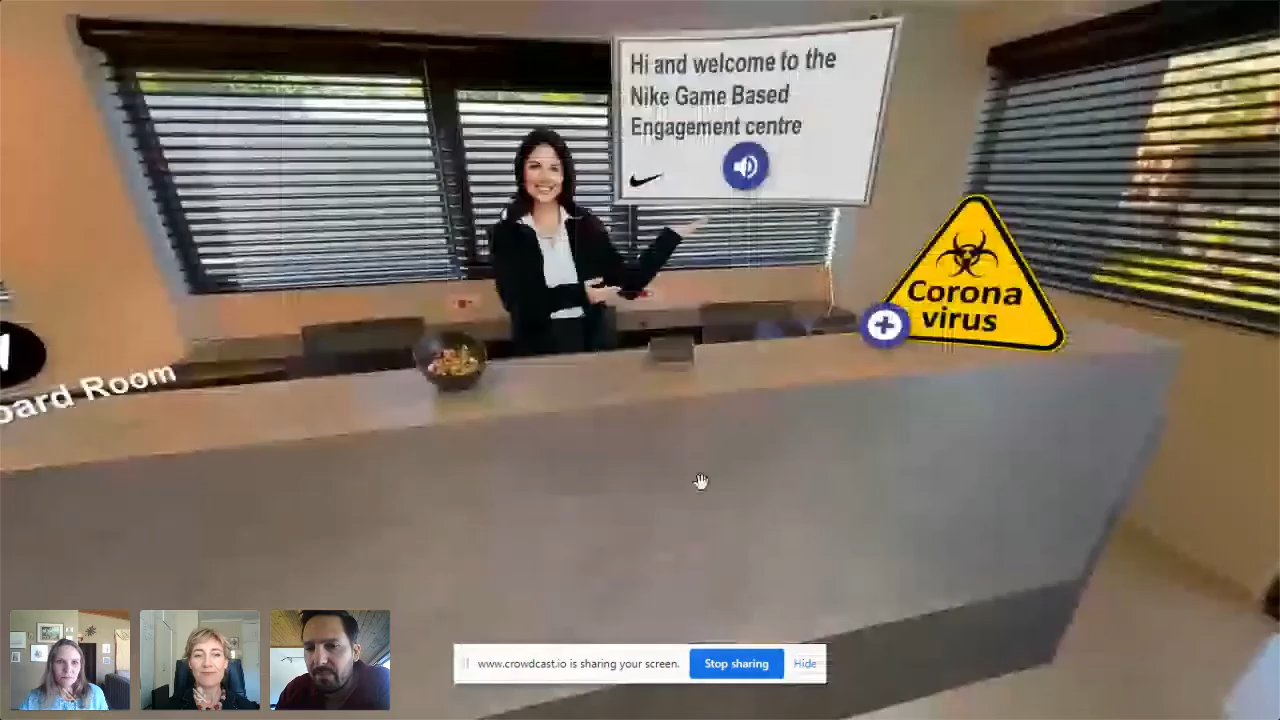 Hi and welcome to the
Nike Game Based
Engagement centre
Corona
virus
Room
www.crowdcast.io is sharing your screen.
Stop sharing
Hide